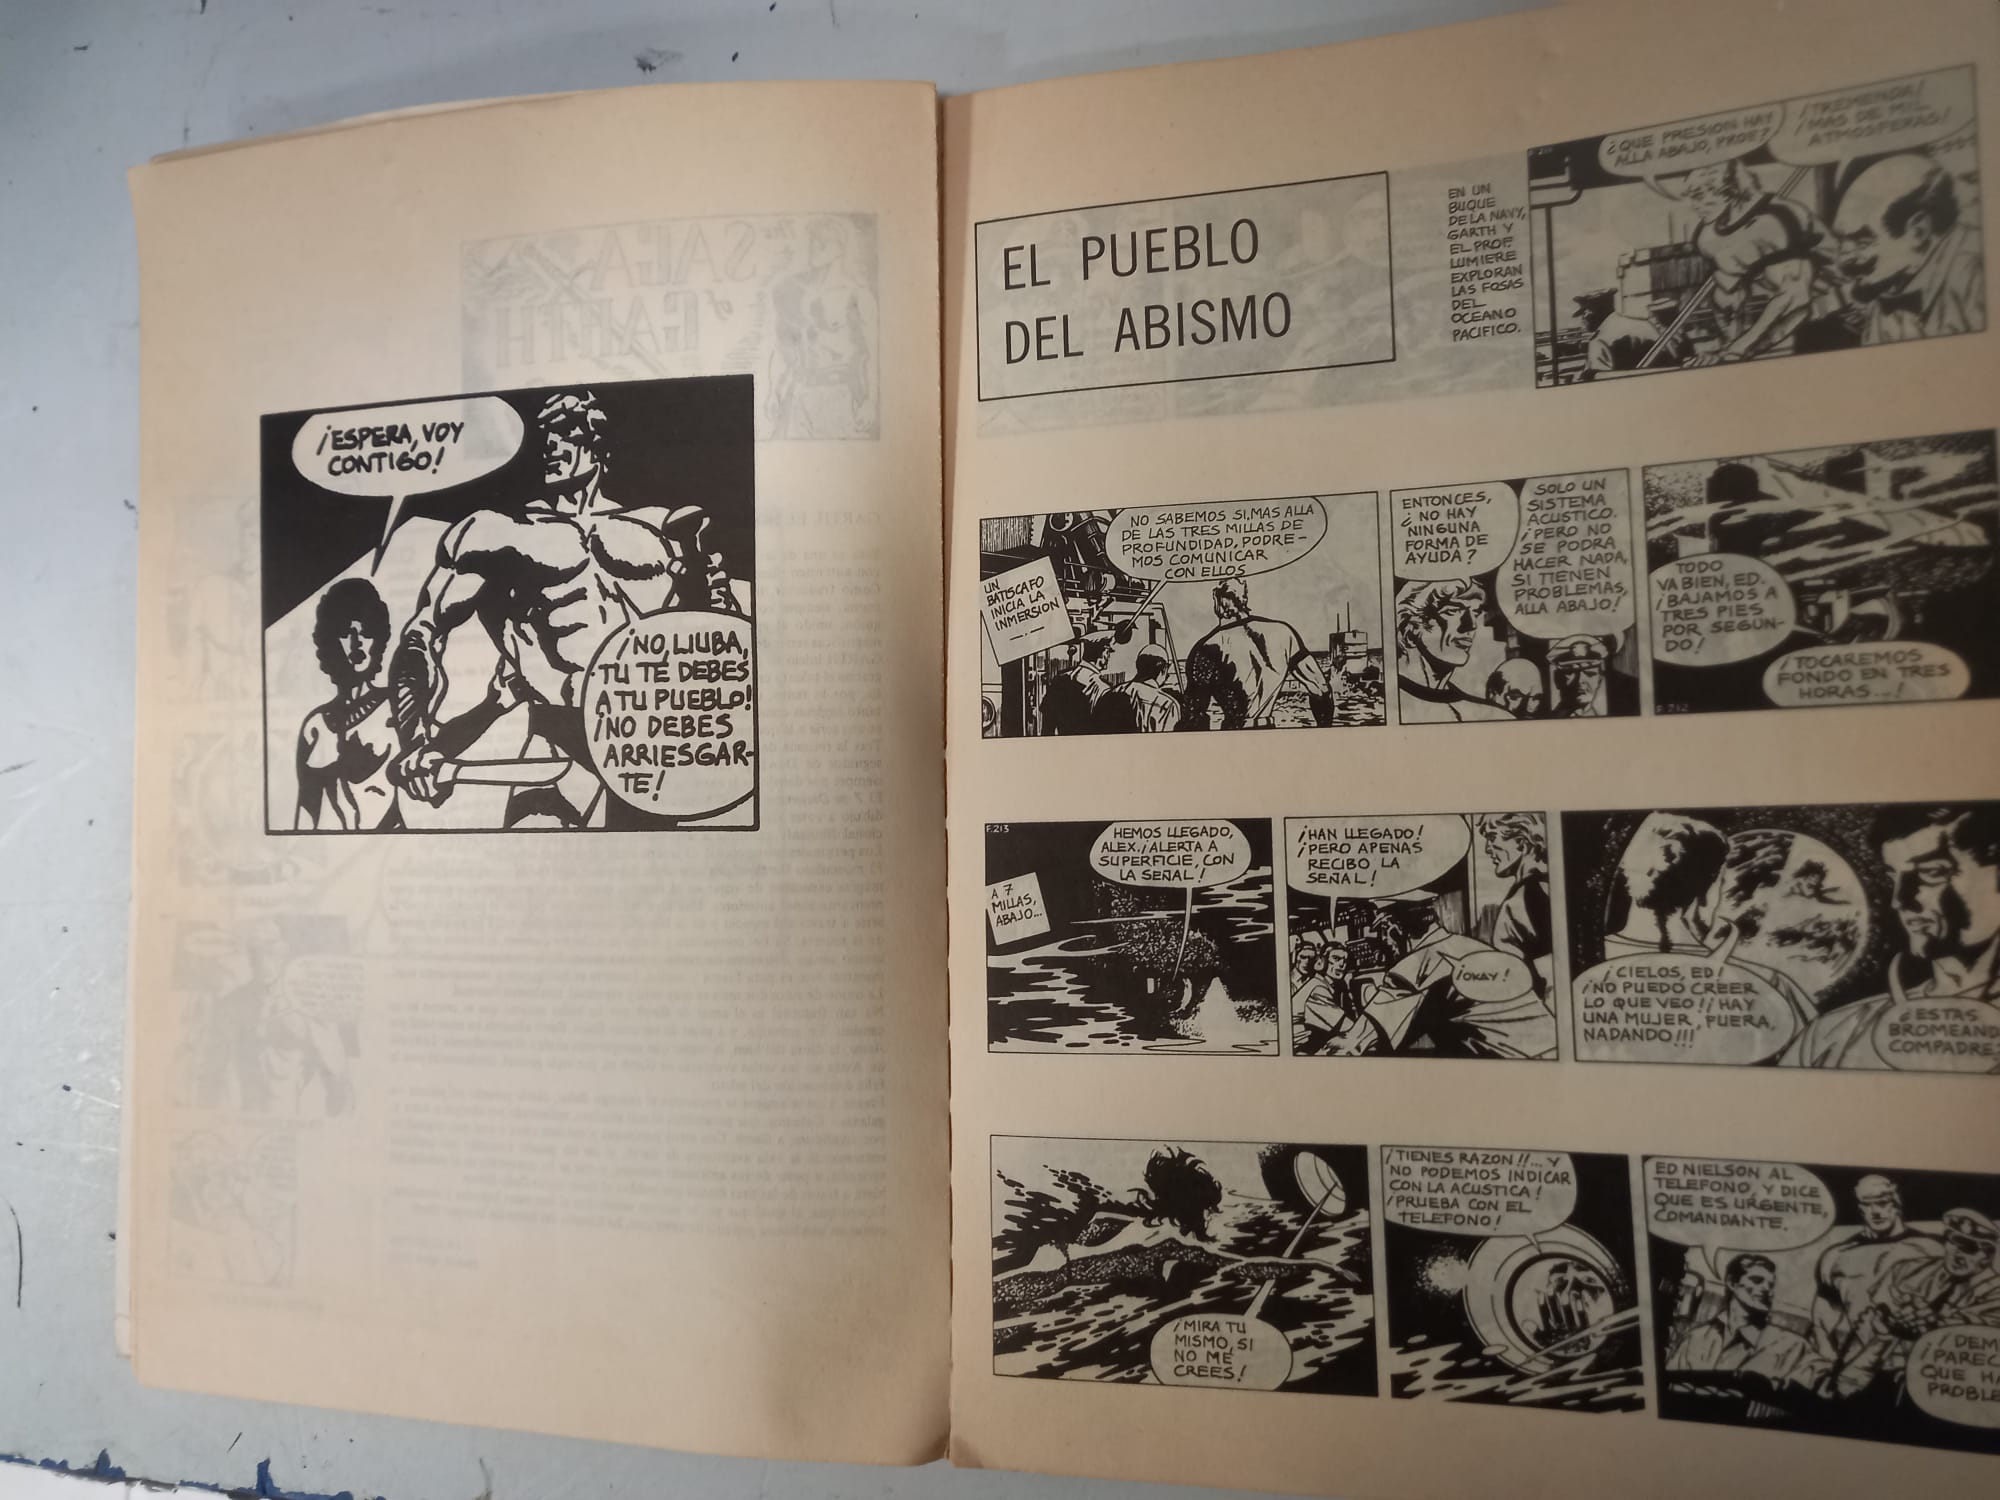 ¡ESPERA, VOY
CONTIGO!
¡NO, LIUBA,
TU TE DEBES
A TU PUEBLO!
¡NO DEBES
ARRIESGAR-
TE!
EL PUEBLO
DEL ABISMO
EN UN
BUQUE
DE LA NAVY,
GARTH Y
EL PROF.
LUMIERE
EXPLORAN
LAS FOSAS
DEL
OCEANO
PACIFICO.
¿QUE PRESION HAY
ALLA ABAJO, PROF?
¡TREMENDA!
¡MAS DE MIL
ATMOSFERAS!
UN
BATISCAFO
INICIA LA
INMERSION
NO SABEMOS SI, MAS ALLA
DE LAS TRES MILLAS DE
PROFUNDIDAD, PODRE-
MOS COMUNICAR
CON ELLOS
ENTONCES,
¿NO HAY
NINGUNA
FORMA DE
AYUDA?
SOLO UN
SISTEMA
ACUSTICO.
¡PERO NO
SE PODRA
HACER NADA,
SI TIENEN
PROBLEMAS,
ALLA ABAJO!
TODO
VA BIEN, ED.
¡BAJAMOS A
TRES PIES
POR SEGUN-
DO!
¡TOCAREMOS
FONDO EN TRES
HORAS...!
F.212
F.213
A 7
MILLAS,
ABAJO...
HEMOS LLEGADO,
ALEX. ¡ALERTA A
SUPERFICIE, CON
LA SEÑAL!
¡HAN LLEGADO!
¡PERO APENAS
RECIBO LA
SEÑAL!
¡OKAY!
¡CIELOS, ED!
¡NO PUEDO CREER
LO QUE VEO! ¡HAY
UNA MUJER, FUERA,
NADANDO!!!
¿ESTAS
BROMEAND
COMPADRE
¡MIRA TU
MISMO, SI
NO ME
CREES!
¡TIENES RAZON!!... Y
NO PODEMOS INDICAR
CON LA ACUSTICA!
¡PRUEBA CON EL
TELEFONO!
ED NIELSON AL
TELEFONO, Y DICE
QUE ES URGENTE,
COMANDANTE.
¡DEM
¡PAREC
QUE HA
PROBLE